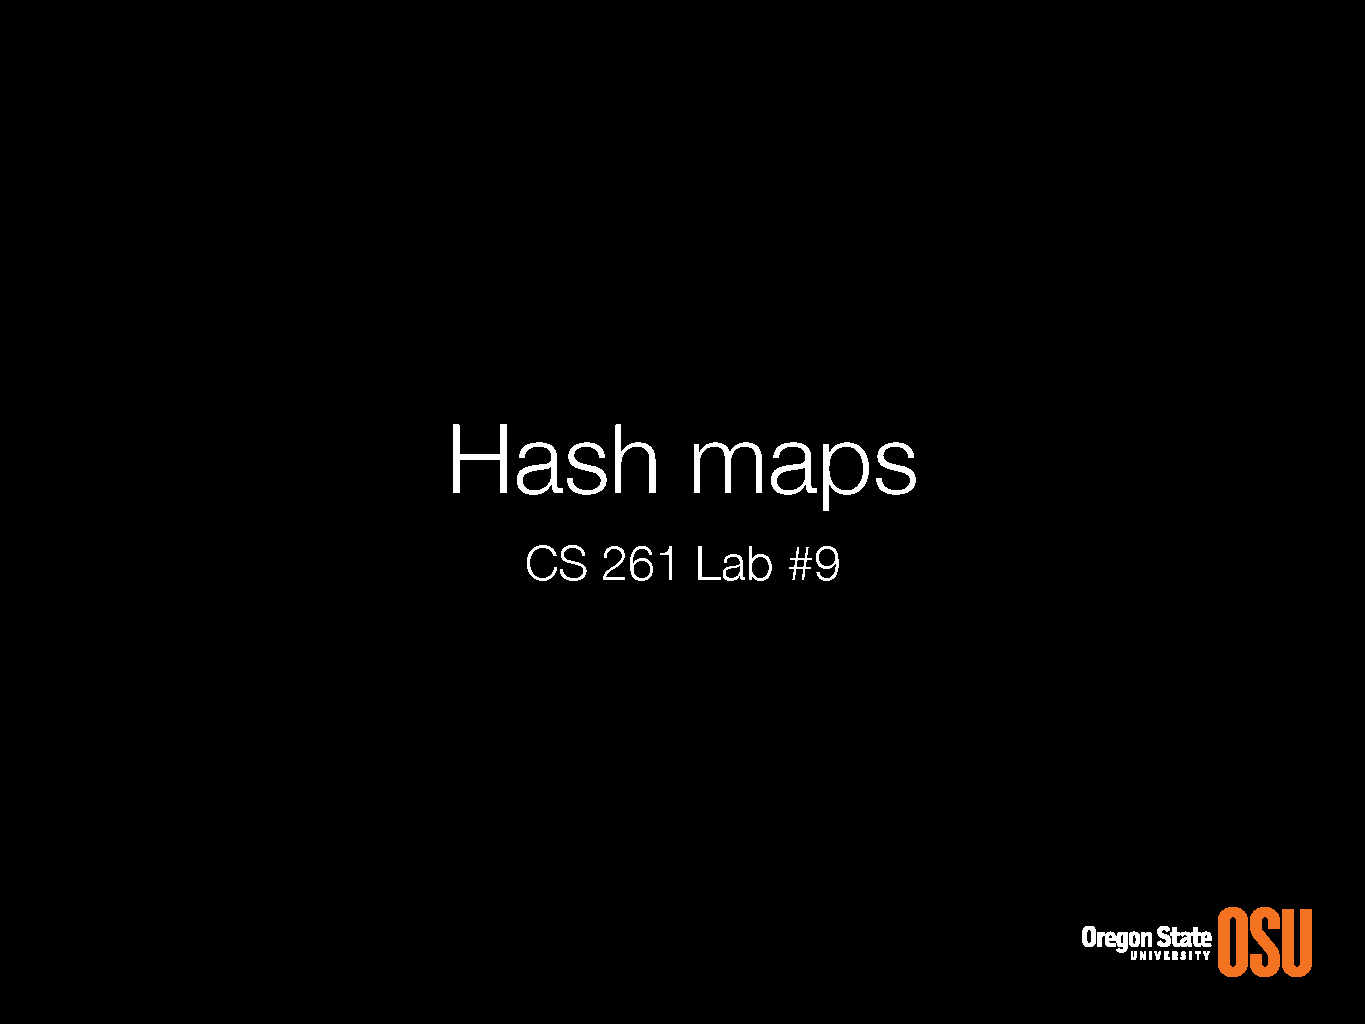 Hash maps
CS 261 Lab #9
Oregon State OSU
UNIVERSITY